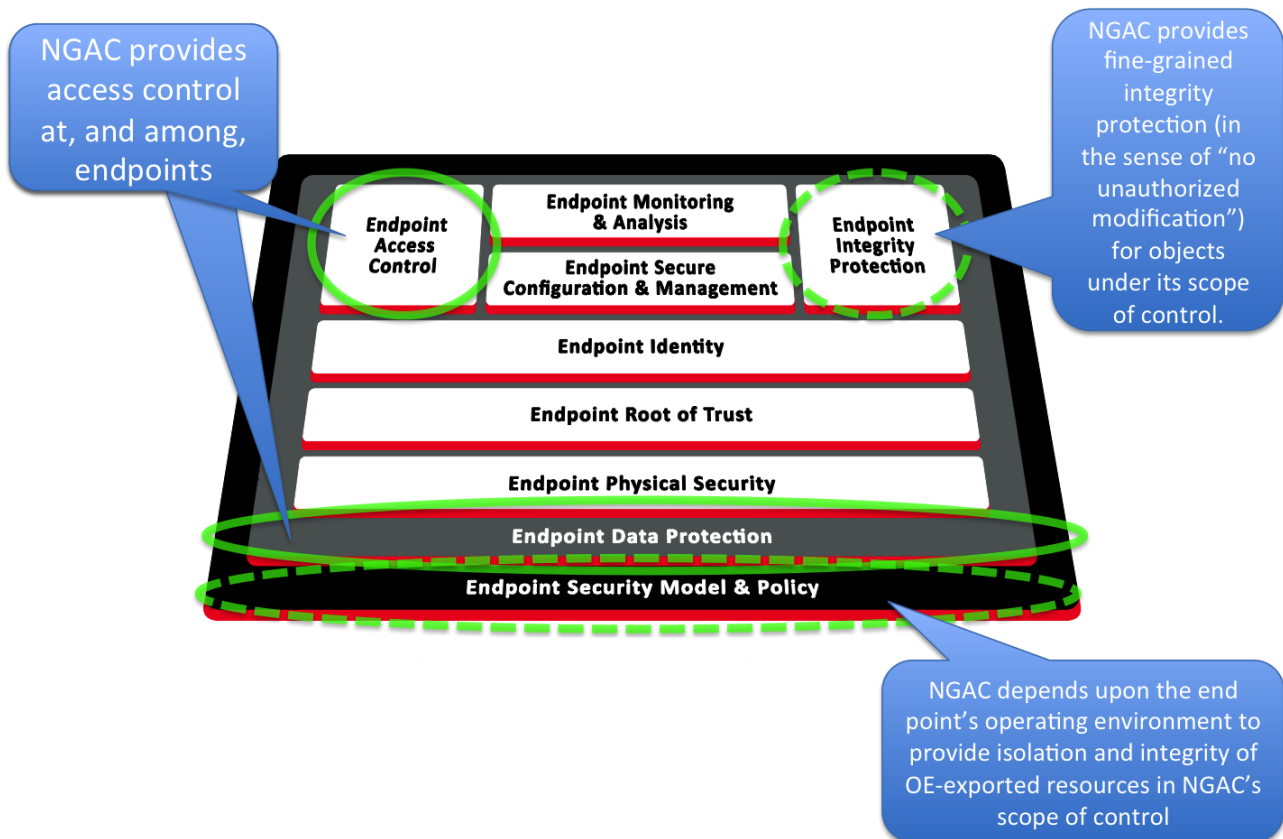 NGAC provides
access control
at, and among,
endpoints
NGAC provides
fine-grained
integrity
protection (in
the sense of “no
unauthorized
modification”)
for objects
under its scope
of control.
Endpoint
Access
Control
Endpoint Monitoring
& Analysis
Endpoint Secure
Configuration & Management
Endpoint
Integrity
Protection
Endpoint Identity
Endpoint Root of Trust
Endpoint Physical Security
Endpoint Data Protection
Endpoint Security Model & Policy
NGAC depends upon the end
point’s operating environment to
provide isolation and integrity of
OE-exported resources in NGAC’s
scope of control